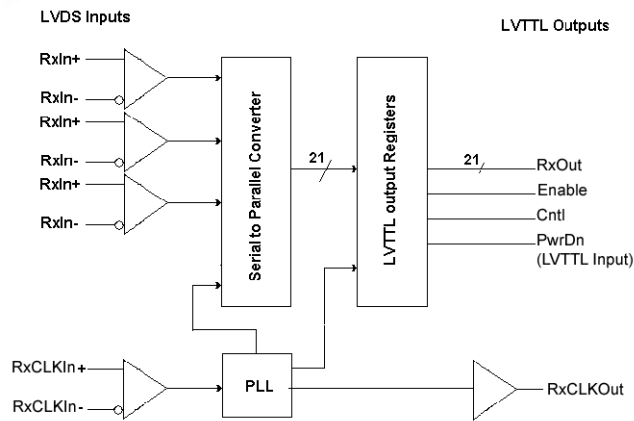 LVDS Inputs
LVTTL Outputs
RxIn+
RxIn-
RxIn+
RxIn-
RxIn+
RxIn-
Serial to Parallel Converter
21
LVTTL output Registers
21
RxOut
Enable
Cntl
PwrDn
(LVTTL Input)
RxCLKIn+
RxCLKIn-
PLL
RxCLKOut